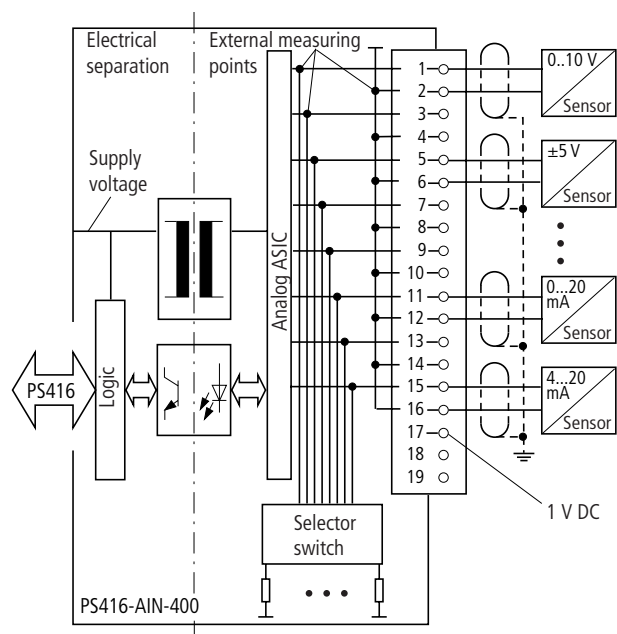 Electrical
separation
External measuring
points
Supply
voltage
Analog ASIC
Logic
PS416
1
2
3
4
5
6
7
8
9
10
11
12
13
14
15
16
17
18
19
0..10 V
Sensor
±5 V
Sensor
0...20
mA
Sensor
4...20
mA
Sensor
1 V DC
Selector
switch
PS416-AIN-400